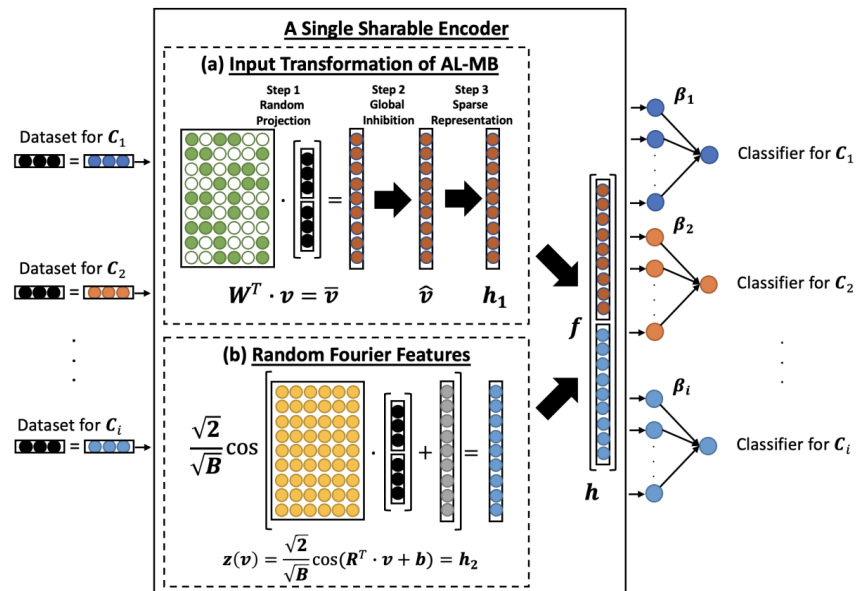 A Single Sharable Encoder
(a) Input Transformation of AL-MB
Step 1
Random
Projection
Step 2
Global
Inhibition
Step 3
Sparse
Representation
W^T · v = v̅
v̂
h₁
Dataset for C₁
=
Dataset for C₂
=
Dataset for Cᵢ
=
(b) Random Fourier Features
√2/√B cos [ · + ] =
z(v) = √2/√B cos(R^T · v + b) = h₂
f
h
β₁
Classifier for C₁
β₂
Classifier for C₂
βᵢ
Classifier for Cᵢ